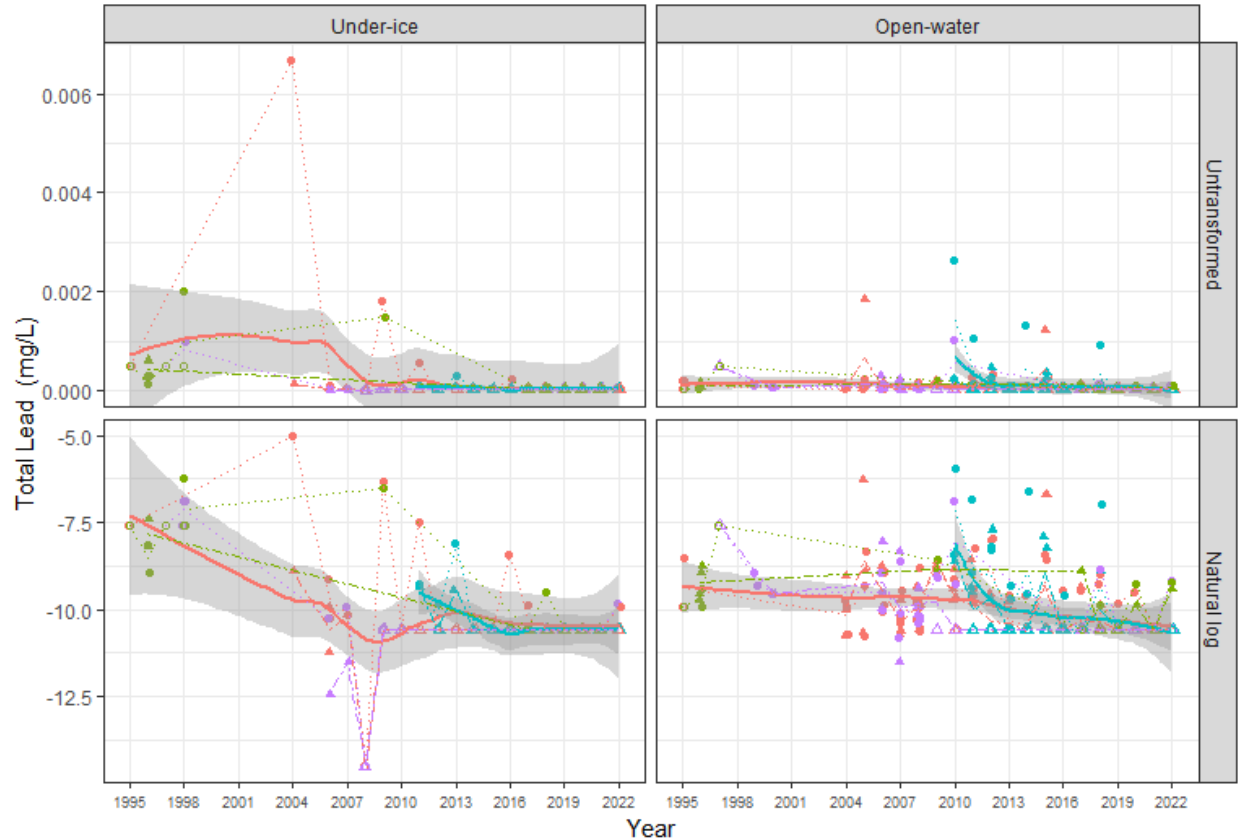 Under-ice
Open-water
0.006
0.004
0.002
0.000
Untransformed
Total Lead (mg/L)
-5.0
-7.5
-10.0
-12.5
Natural log
1995 1998 2001 2004 2007 2010 2013 2016 2019 2022
1995 1998 2001 2004 2007 2010 2013 2016 2019 2022
Year